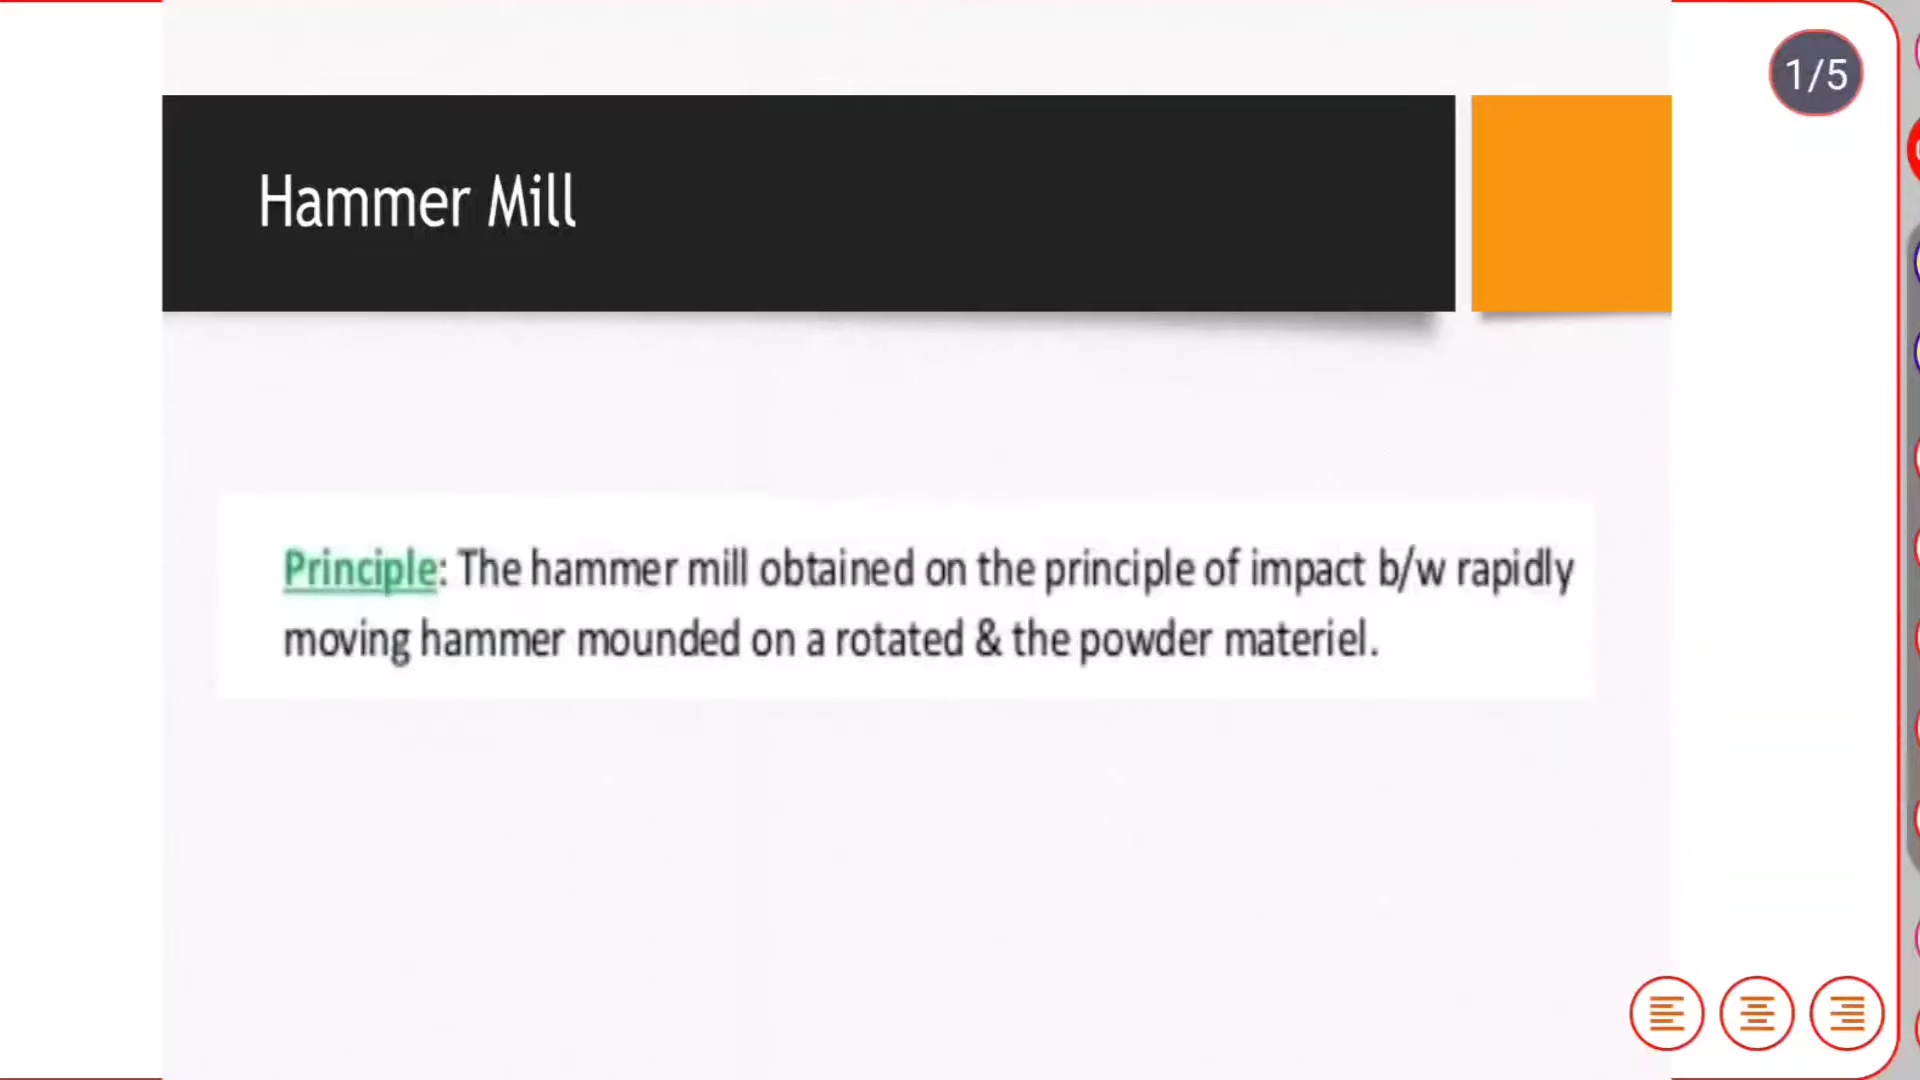 1/5
Hammer Mill
Principle: The hammer mill obtained on the principle of impact b/w rapidly
moving hammer mounded on a rotated & the powder materiel.